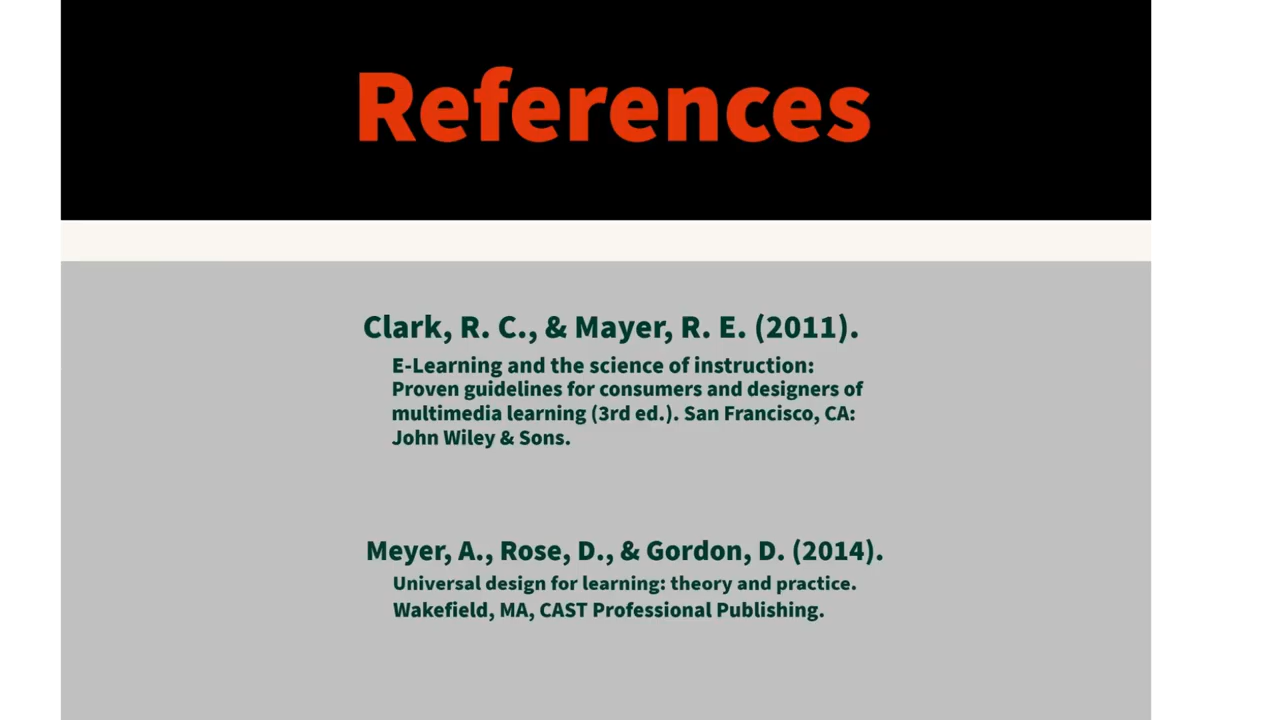 References
Clark, R. C., & Mayer, R. E. (2011).
E-Learning and the science of instruction:
Proven guidelines for consumers and designers of
multimedia learning (3rd ed.). San Francisco, CA:
John Wiley & Sons.
Meyer, A., Rose, D., & Gordon, D. (2014).
Universal design for learning: theory and practice.
Wakefield, MA, CAST Professional Publishing.